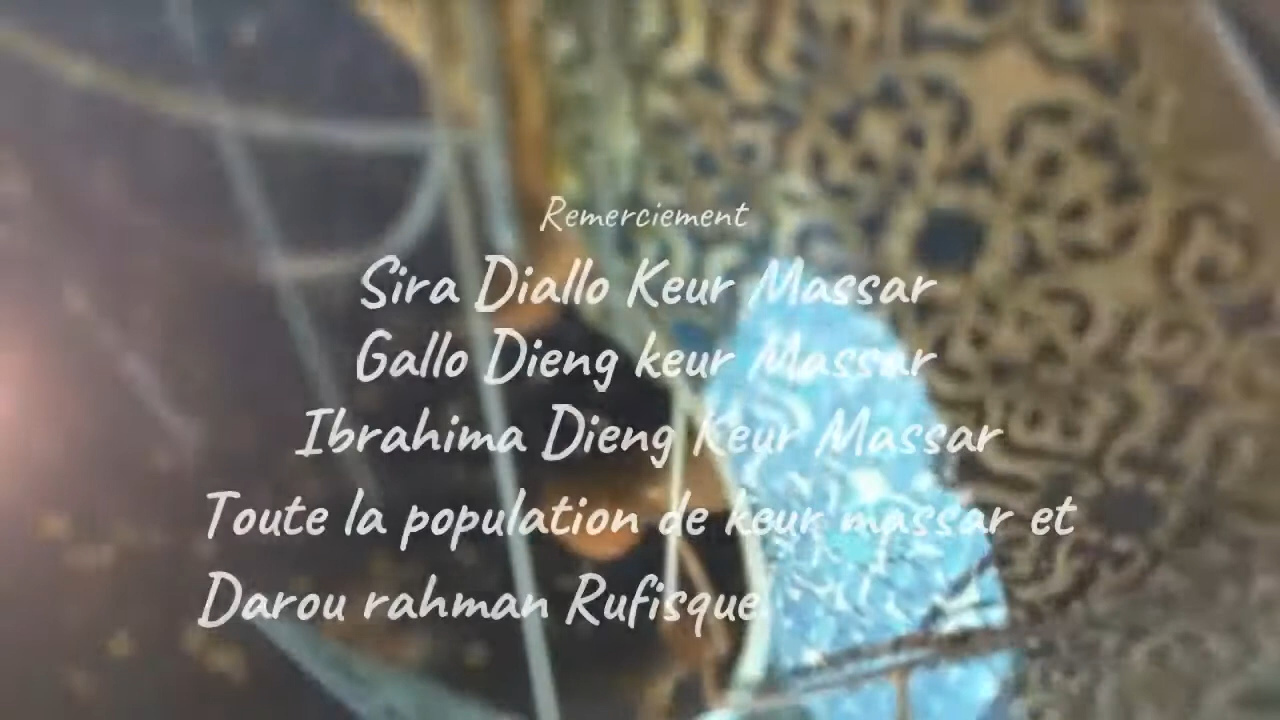 Remerciement
Sira Diallo Keur Massar
Gallo Dieng keur Massar
Ibrahima Dieng Keur Massar
Toute la population de keur massar et
Darou rahman Rufisque.